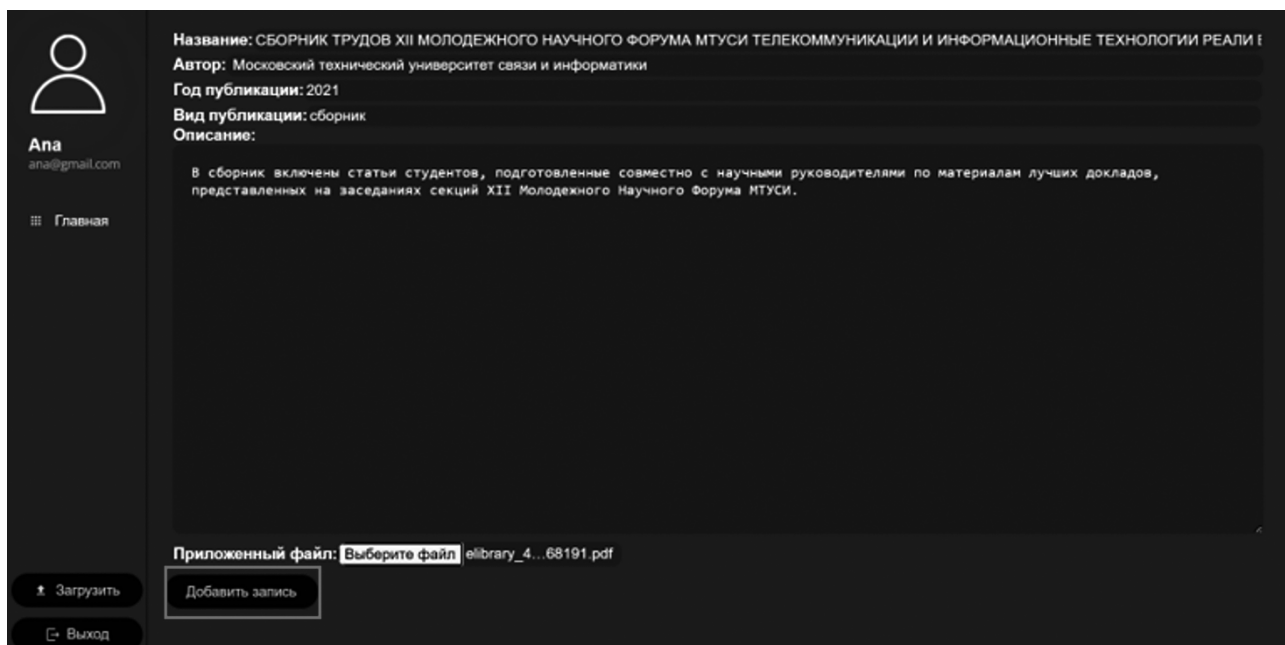 Ana
ana@gmail.com
Главная
Загрузить
Выход
Название: СБОРНИК ТРУДОВ XII МОЛОДЕЖНОГО НАУЧНОГО ФОРУМА МТУСИ ТЕЛЕКОММУНИКАЦИИ И ИНФОРМАЦИОННЫЕ ТЕХНОЛОГИИ РЕАЛИ
Автор: Московский технический университет связи и информатики
Год публикации: 2021
Вид публикации: сборник
Описание:
В сборник включены статьи студентов, подготовленные совместно с научными руководителями по материалам лучших докладов,
представленных на заседаниях секций XII Молодежного Научного Форума МТУСИ.
Приложенный файл: Выберите файл elibrary_4...68191.pdf
Добавить запись